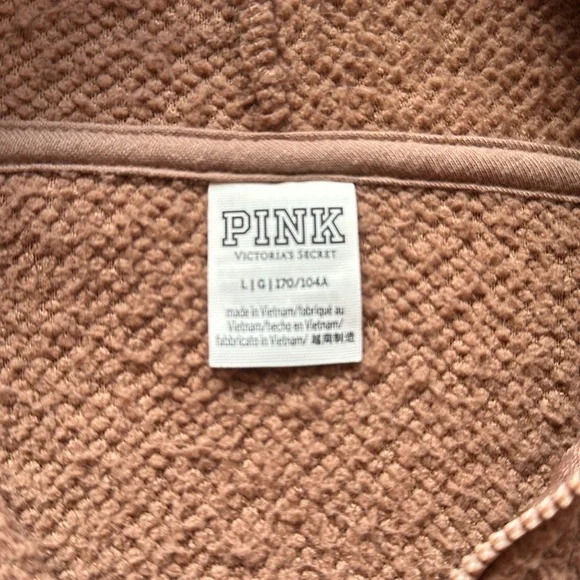 PINK
VICTORIA'S SECRET
L | G | 170/104A
made in Vietnam/fabriqué au
Vietnam/hecho en Vietnam/
fabbricato in Vietnam/ 越南制造